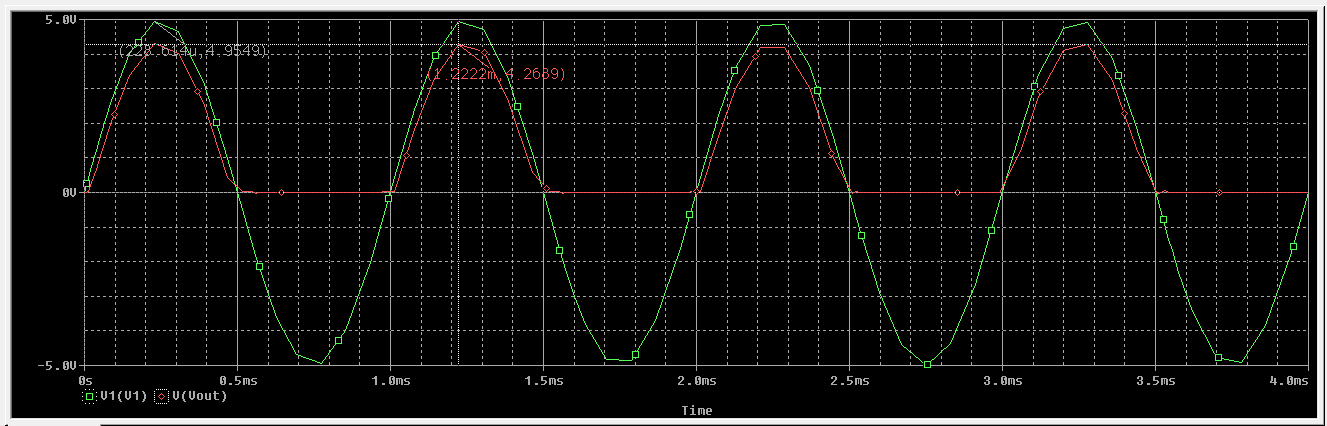 5.0V
(228.614u,4.9549)
(1.2222m,4.2689)
0V
-5.0V
0s 0.5ms 1.0ms 1.5ms 2.0ms 2.5ms 3.0ms 3.5ms 4.0ms
V1(V1) V(Vout)
Time